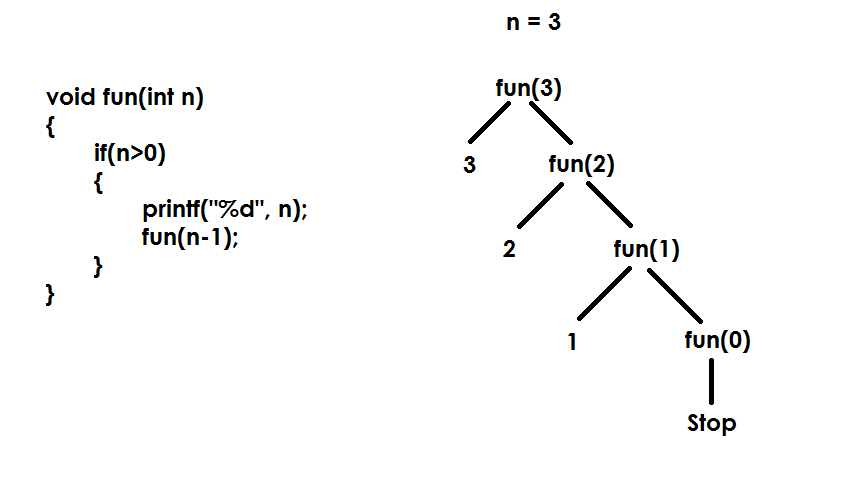 void fun(int n)
{
if(n>0)
{
printf("%d", n);
fun(n-1);
}
}
n = 3
fun(3)
3 fun(2)
2 fun(1)
1 fun(0)
Stop